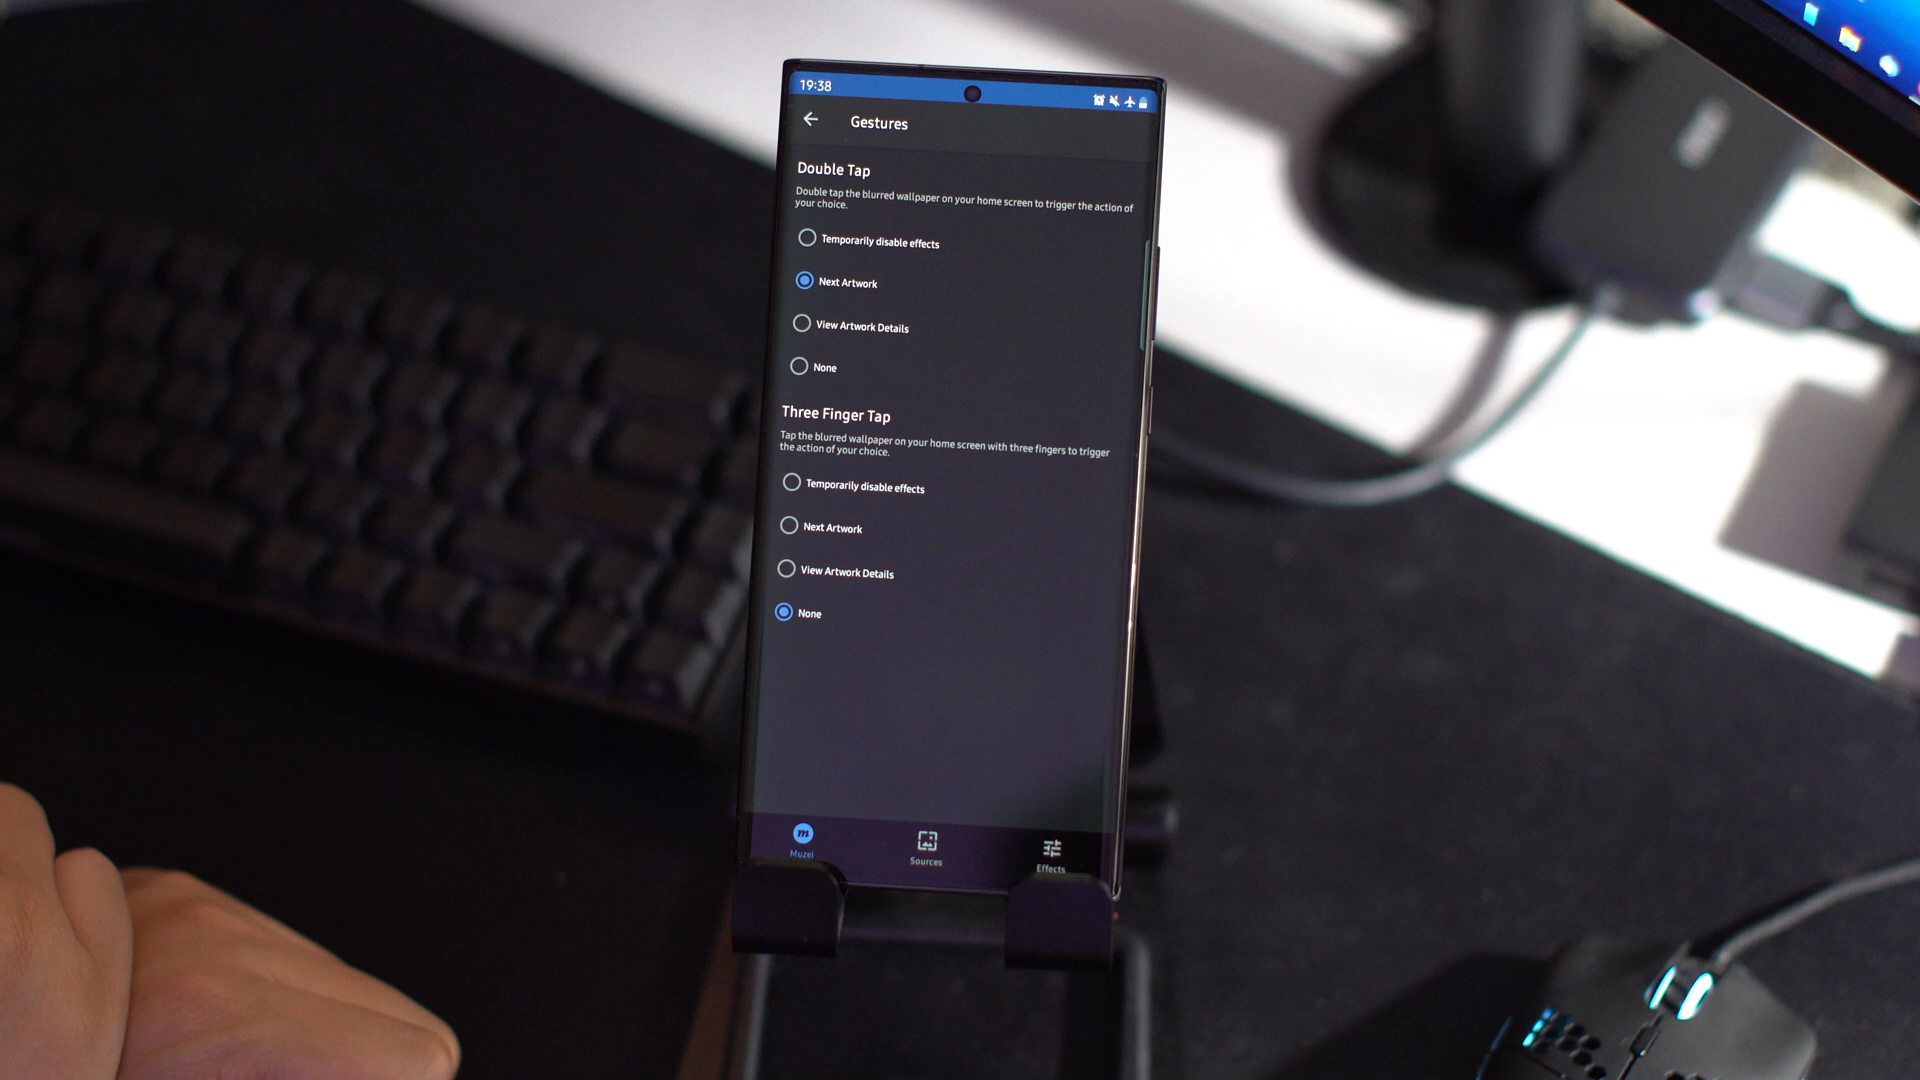 19:38
Gestures
Double Tap
Double tap the blurred wallpaper on your home screen to trigger the action of
your choice.
Temporarily disable effects
Next Artwork
View Artwork Details
None
Three Finger Tap
Tap the blurred wallpaper on your home screen with three fingers to trigger
the action of your choice.
Temporarily disable effects
Next Artwork
View Artwork Details
None
m
Muzei
Sources
Effects